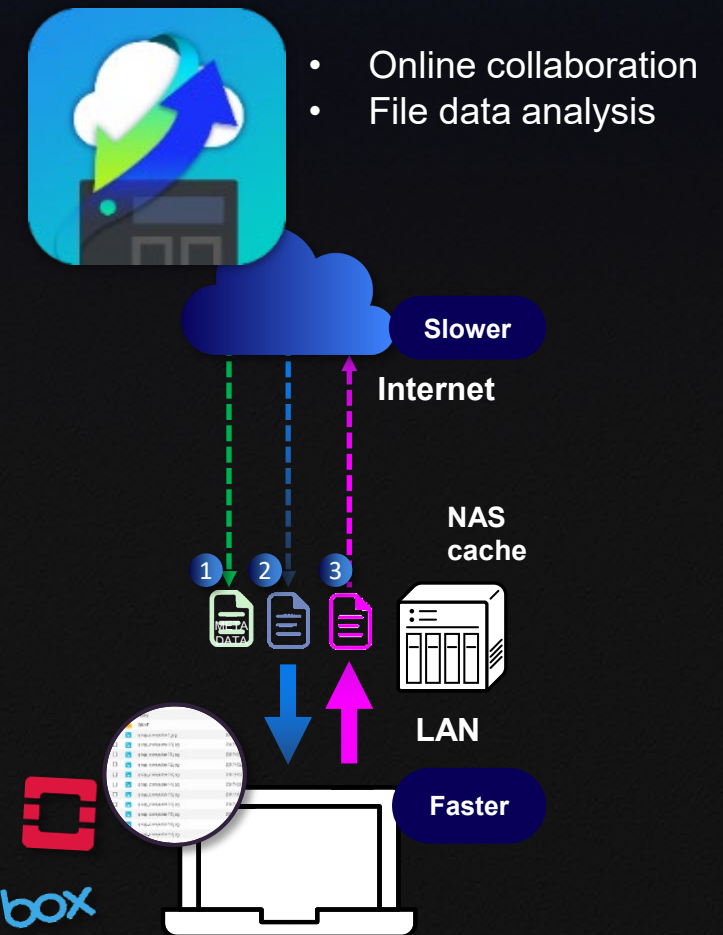 • Online collaboration
• File data analysis
Slower
Internet
NAS
cache
1 2 3
META
DATA
LAN
Faster
box